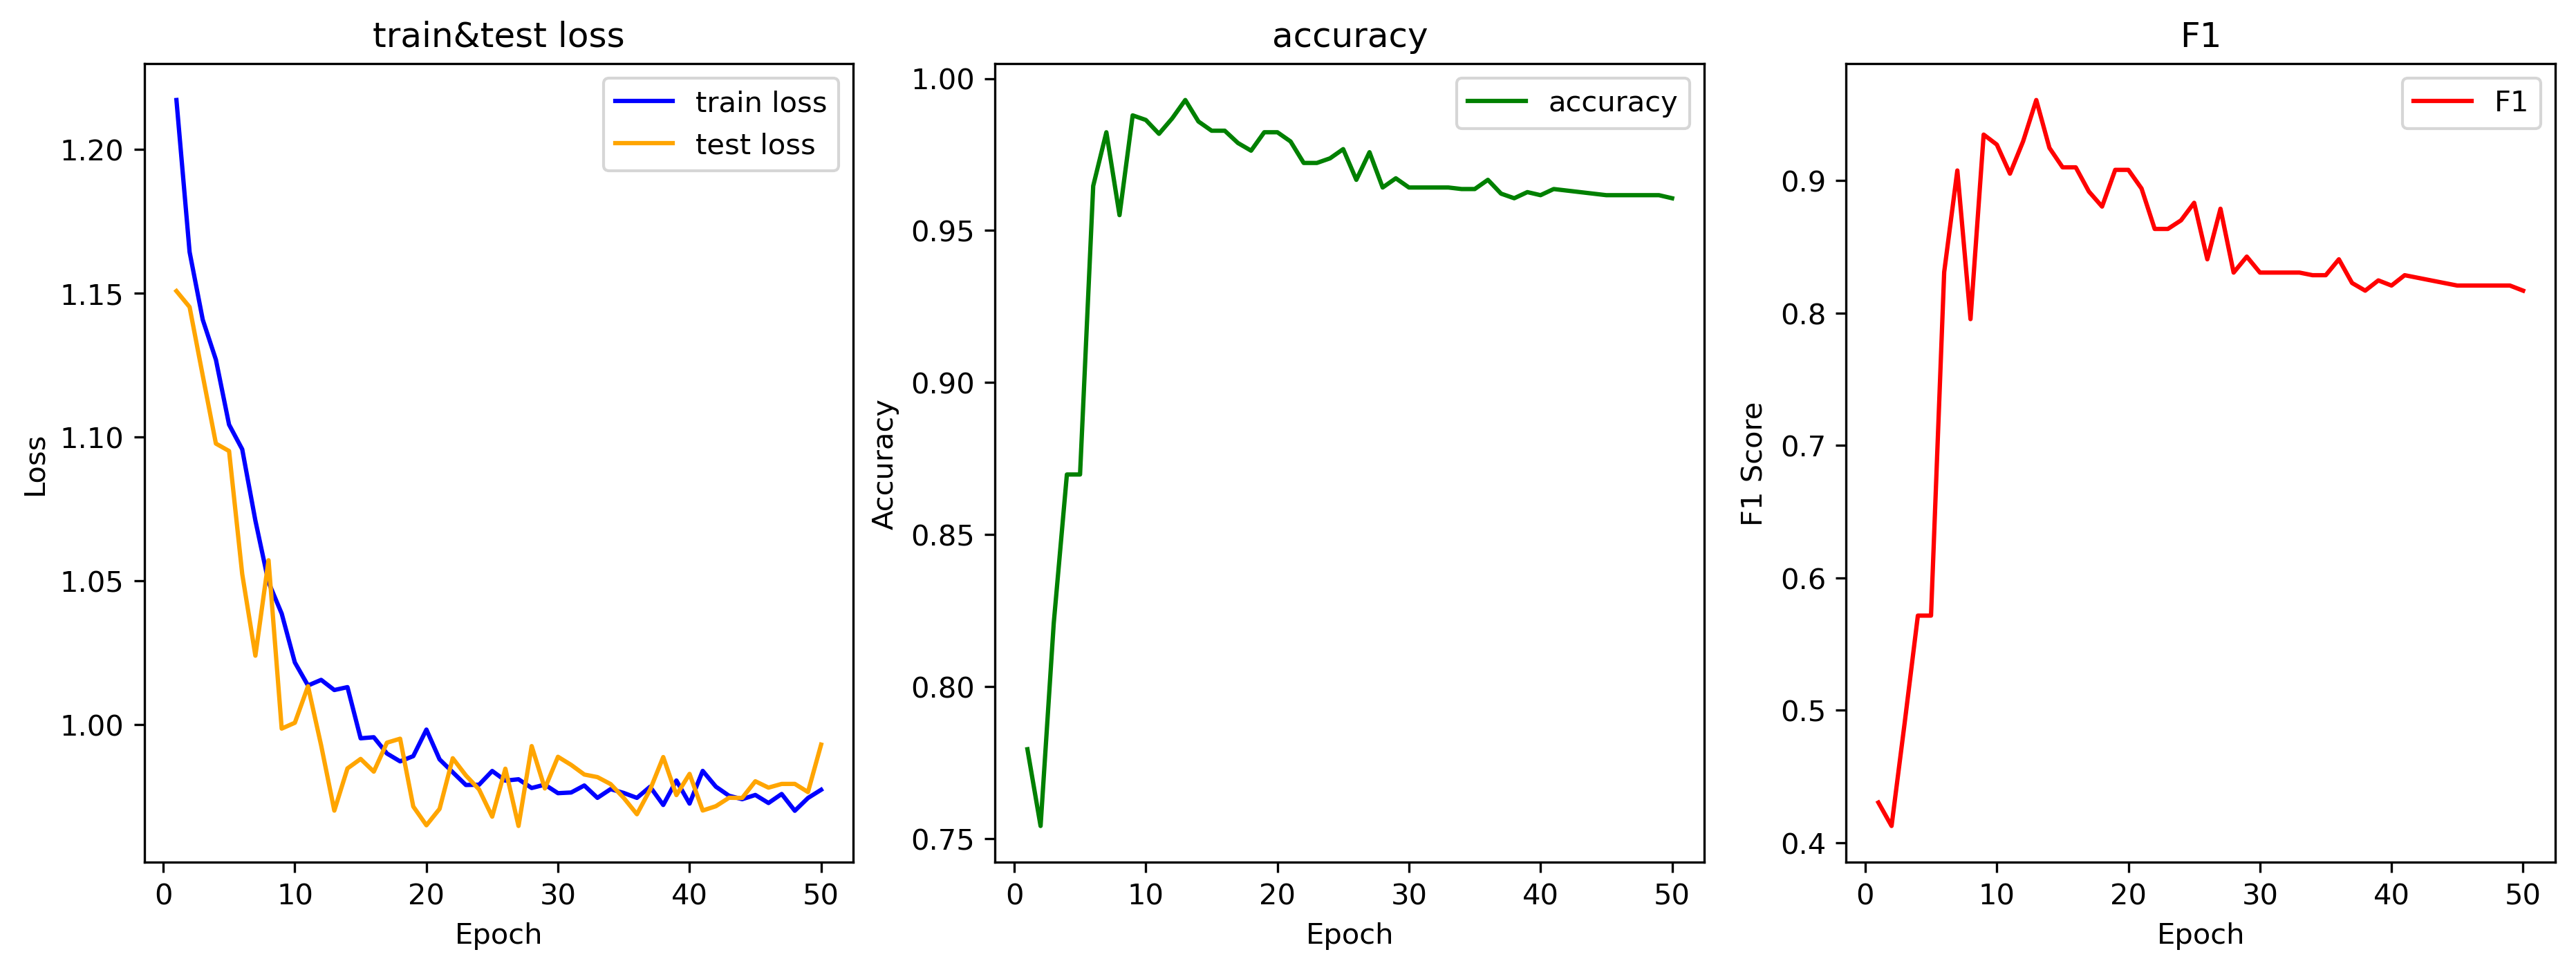 train&test loss
train loss
test loss
1.20
1.15
1.10
1.05
1.00
Loss
0 10 20 30 40 50
Epoch
accuracy
accuracy
1.00
0.95
0.90
0.85
0.80
0.75
Accuracy
0 10 20 30 40 50
Epoch
F1
F1
0.9
0.8
0.7
0.6
0.5
0.4
F1 Score
0 10 20 30 40 50
Epoch